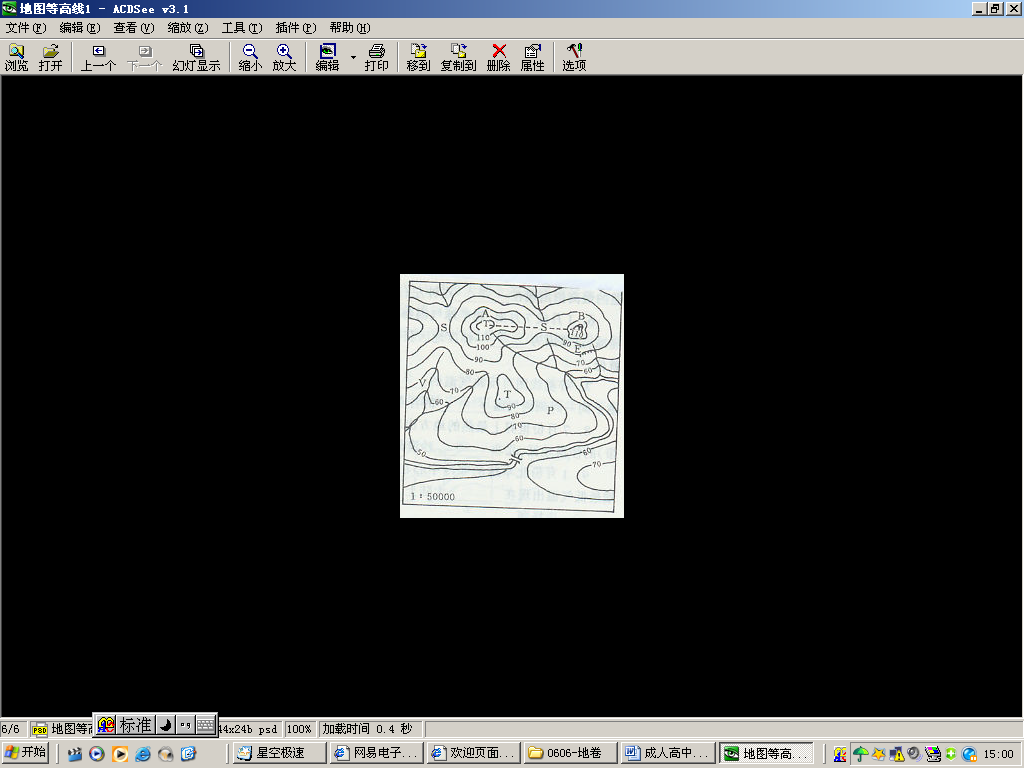 地图等高线1 - ACDSee v3.1
文件(F) 编辑(E) 查看(V) 缩放(Z) 工具(T) 插件(P) 帮助(H)
浏览 打开 上一个 下一个 幻灯显示 缩小 放大 编辑 打印 移到 复制到 删除 属性 选项
A
B
S
T
S
110
100
90
E
90
70
80
60
V
70
T
60
90
P
80
70
60
50
60
70
1:50000
6/6 PSD 地图等高 标准 44x24b psd 100% 加载时间 0.4 秒
开始 星空极速 网易电子... 欢迎页面... 0606-地卷 成人高中... 地图等高... 15:00